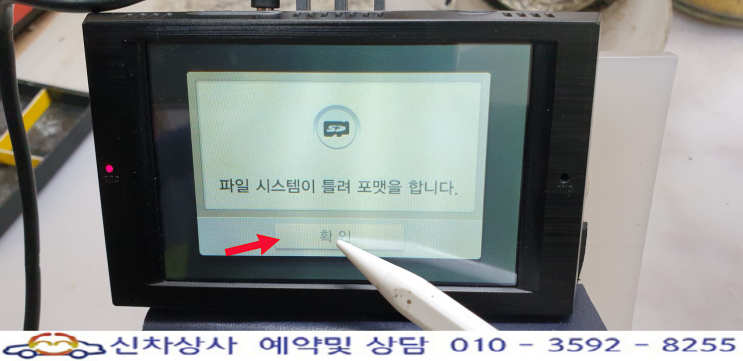 파일 시스템이 틀려 포맷을 합니다.
확 인
신차상사 예약및 상담 010 - 3592 - 8255